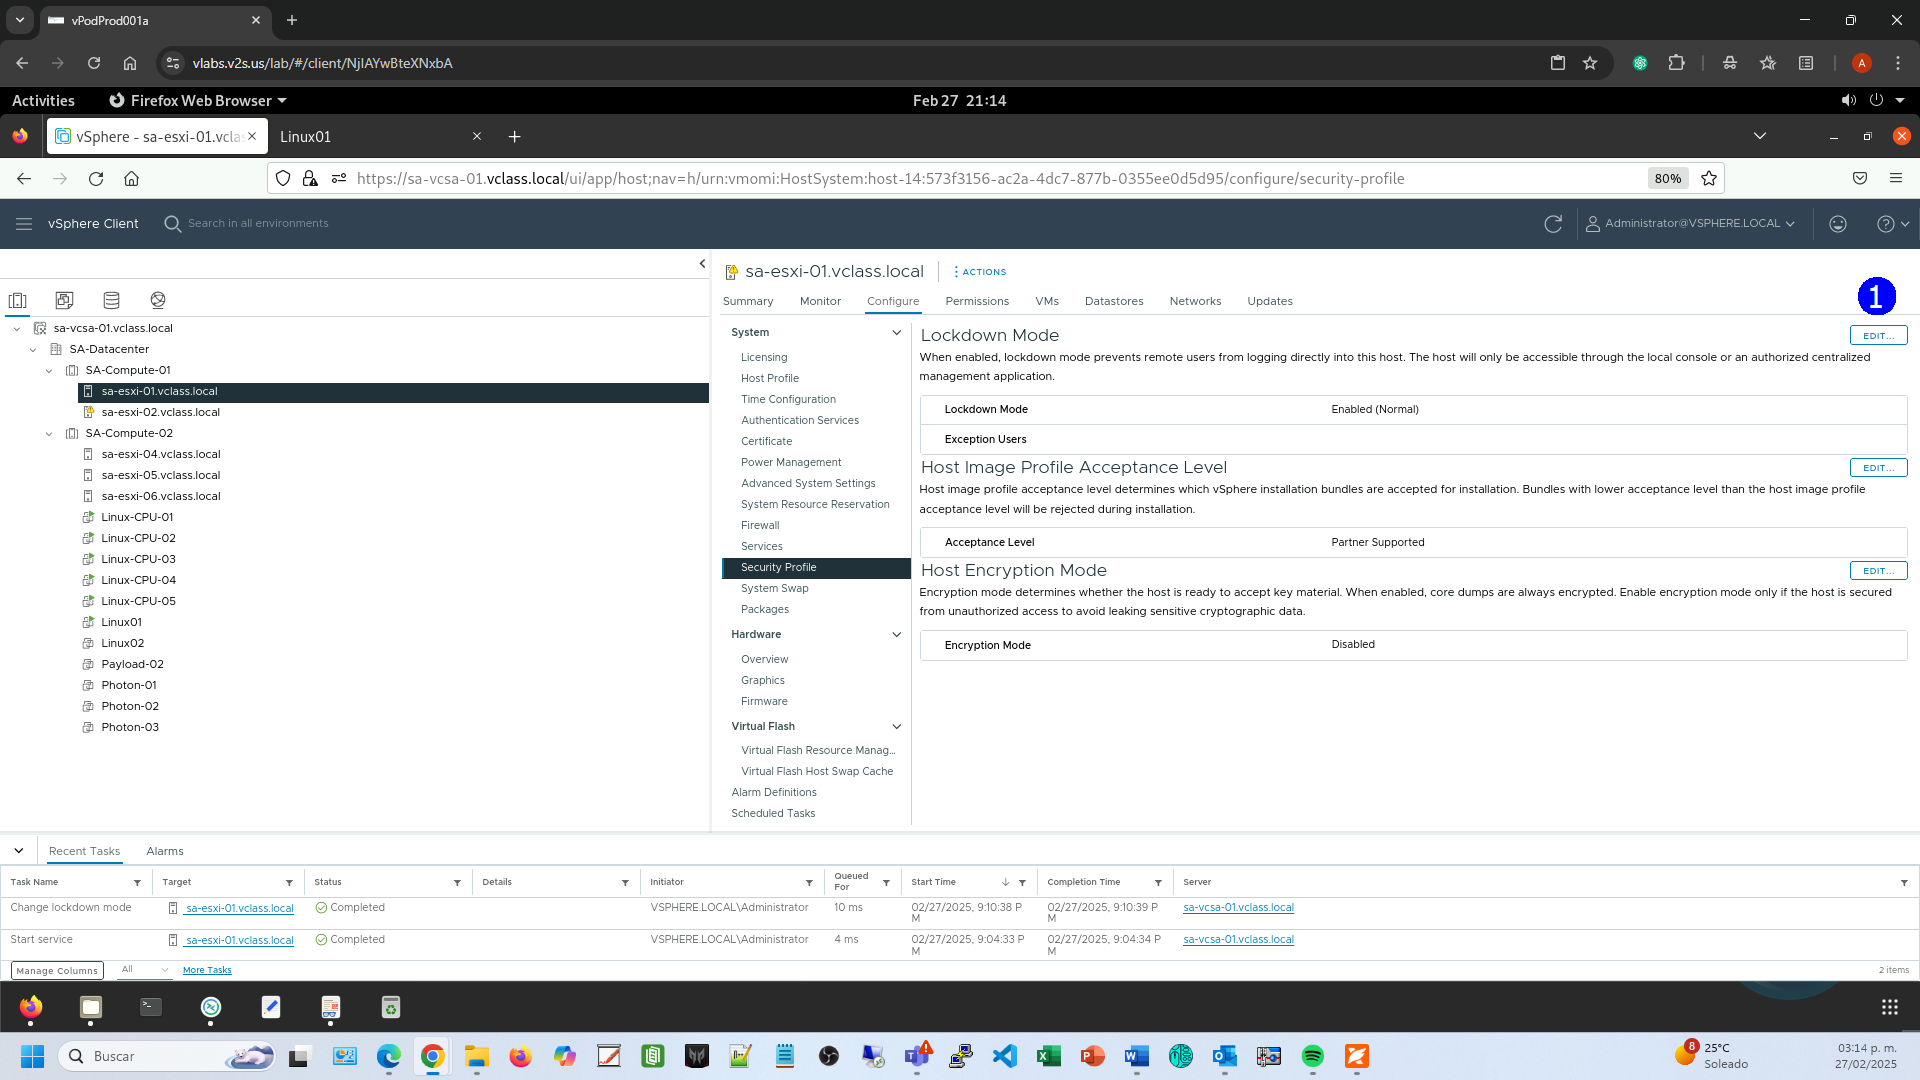 vPodProd001a
vlabs.v2s.us/lab/#/client/NjIAYwBteXNxbA
A
Activities
Firefox Web Browser
Feb 27 21:14
vSphere - sa-esxi-01.vclas
Linux01
https://sa-vcsa-01.vclass.local/ui/app/host;nav=h/urn:vmomi:HostSystem:host-14:573f3156-ac2a-4dc7-877b-0355ee0d5d95/configure/security-profile
80%
vSphere Client
Search in all environments
Administrator@VSPHERE.LOCAL
sa-esxi-01.vclass.local
ACTIONS
Summary
Monitor
Configure
Permissions
VMs
Datastores
Networks
Updates
1
sa-vcsa-01.vclass.local
SA-Datacenter
SA-Compute-01
sa-esxi-01.vclass.local
sa-esxi-02.vclass.local
SA-Compute-02
sa-esxi-04.vclass.local
sa-esxi-05.vclass.local
sa-esxi-06.vclass.local
Linux-CPU-01
Linux-CPU-02
Linux-CPU-03
Linux-CPU-04
Linux-CPU-05
Linux01
Linux02
Payload-02
Photon-01
Photon-02
Photon-03
System
Licensing
Host Profile
Time Configuration
Authentication Services
Certificate
Power Management
Advanced System Settings
System Resource Reservation
Firewall
Services
Security Profile
System Swap
Packages
Hardware
Overview
Graphics
Firmware
Virtual Flash
Virtual Flash Resource Manag...
Virtual Flash Host Swap Cache
Alarm Definitions
Scheduled Tasks
Lockdown Mode
EDIT...
When enabled, lockdown mode prevents remote users from logging directly into this host. The host will only be accessible through the local console or an authorized centralized
management application.
Lockdown Mode
Enabled (Normal)
Exception Users
Host Image Profile Acceptance Level
EDIT...
Host image profile acceptance level determines which vSphere installation bundles are accepted for installation. Bundles with lower acceptance level than the host image profile
acceptance level will be rejected during installation.
Acceptance Level
Partner Supported
Host Encryption Mode
EDIT...
Encryption mode determines whether the host is ready to accept key material. When enabled, core dumps are always encrypted. Enable encryption mode only if the host is secured
from unauthorized access to avoid leaking sensitive cryptographic data.
Encryption Mode
Disabled
Recent Tasks
Alarms
Task Name
Target
Status
Details
Initiator
Queued
For
Start Time
Completion Time
Server
Change lockdown mode
sa-esxi-01.vclass.local
Completed
VSPHERE.LOCAL\Administrator
10 ms
02/27/2025, 9:10:38 P
M
02/27/2025, 9:10:39 P
M
sa-vcsa-01.vclass.local
Start service
sa-esxi-01.vclass.local
Completed
VSPHERE.LOCAL\Administrator
4 ms
02/27/2025, 9:04:33 P
M
02/27/2025, 9:04:34 P
M
sa-vcsa-01.vclass.local
Manage Columns
All
More Tasks
2 items
Buscar
8
25°C
Soleado
03:14 p. m.
27/02/2025